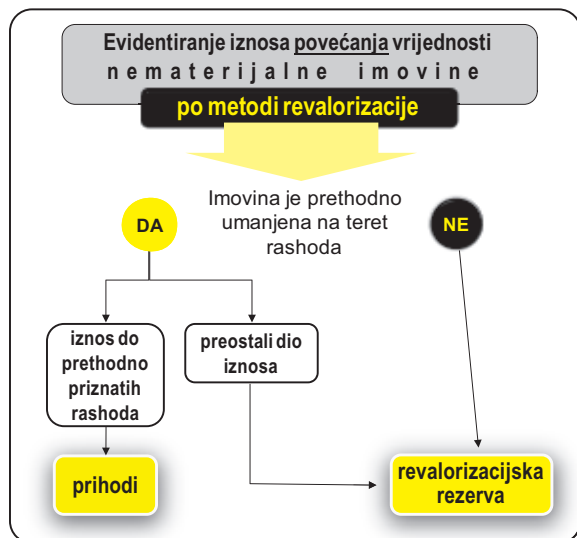 Evidentiranje iznosa povećanja vrijednosti
nematerijalne imovine
po metodi revalorizacije
Imovina je prethodno
umanjena na teret
rashoda
DA
NE
iznos do
prethodno
priznatih
rashoda
preostali dio
iznosa
prihodi
revalorizacijska
rezerva